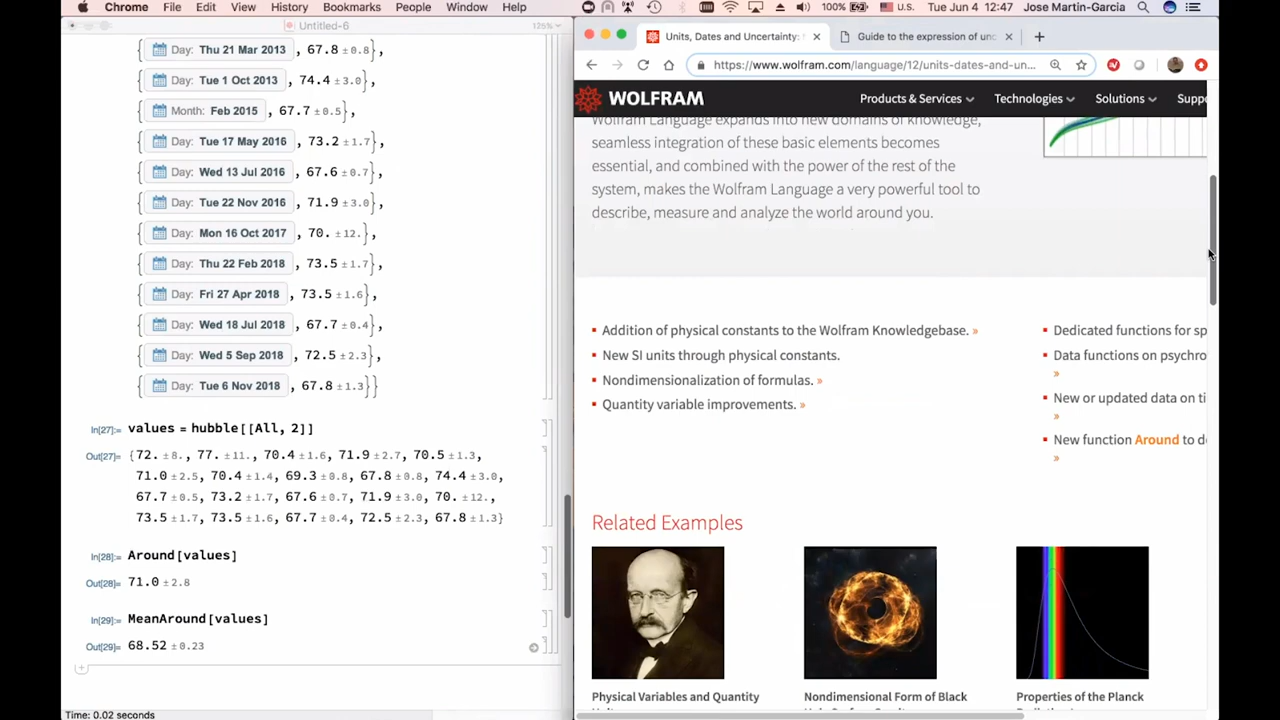 Chrome File Edit View History Bookmarks People Window Help 100% U.S. Tue Jun 4 12:47 Jose Martin-Garcia
Untitled-6 125%
{Day: Thu 21 Mar 2013, 67.8 ±0.8},
{Day: Tue 1 Oct 2013, 74.4 ±3.0},
{Month: Feb 2015, 67.7 ±0.5},
{Day: Tue 17 May 2016, 73.2 ±1.7},
{Day: Wed 13 Jul 2016, 67.6 ±0.7},
{Day: Tue 22 Nov 2016, 71.9 ±3.0},
{Day: Mon 16 Oct 2017, 70. ±12.},
{Day: Thu 22 Feb 2018, 73.5 ±1.7},
{Day: Fri 27 Apr 2018, 73.5 ±1.6},
{Day: Wed 18 Jul 2018, 67.7 ±0.4},
{Day: Wed 5 Sep 2018, 72.5 ±2.3},
{Day: Tue 6 Nov 2018, 67.8 ±1.3}}
In[27]:= values = hubble[[All, 2]]
Out[27]= {72. ±8., 77. ±11., 70.4 ±1.6, 71.9 ±2.7, 70.5 ±1.3,
71.0 ±2.5, 70.4 ±1.4, 69.3 ±0.8, 67.8 ±0.8, 74.4 ±3.0,
67.7 ±0.5, 73.2 ±1.7, 67.6 ±0.7, 71.9 ±3.0, 70. ±12.,
73.5 ±1.7, 73.5 ±1.6, 67.7 ±0.4, 72.5 ±2.3, 67.8 ±1.3}
In[28]:= Around[values]
Out[28]= 71.0 ±2.8
In[29]:= MeanAround[values]
Out[29]= 68.52 ±0.23
Time: 0.02 seconds
Units, Dates and Uncertainty: Guide to the expression of unc
https://www.wolfram.com/language/12/units-dates-and-un...
WOLFRAM Products & Services Technologies Solutions Suppo
Wolfram Language expands into new domains of knowledge,
seamless integration of these basic elements becomes
essential, and combined with the power of the rest of the
system, makes the Wolfram Language a very powerful tool to
describe, measure and analyze the world around you.
Addition of physical constants to the Wolfram Knowledgebase. »
New SI units through physical constants.
Nondimensionalization of formulas. »
Quantity variable improvements. »
Dedicated functions for sp
Data functions on psychro
»
New or updated data on ti
»
New function Around to d
»
Related Examples
Physical Variables and Quantity
Nondimensional Form of Black
Properties of the Planck